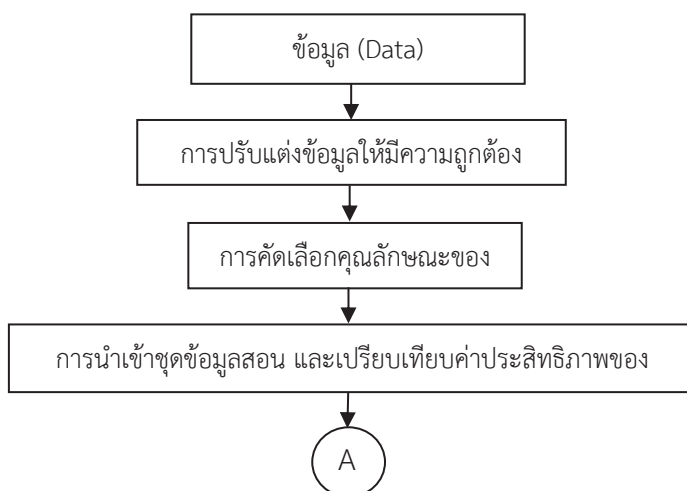 ข้อมูล (Data)
การปรับแต่งข้อมูลให้มีความถูกต้อง
การคัดเลือกคุณลักษณะของ
การนำเข้าชุดข้อมูลสอน และเปรียบเทียบค่าประสิทธิภาพของ
A